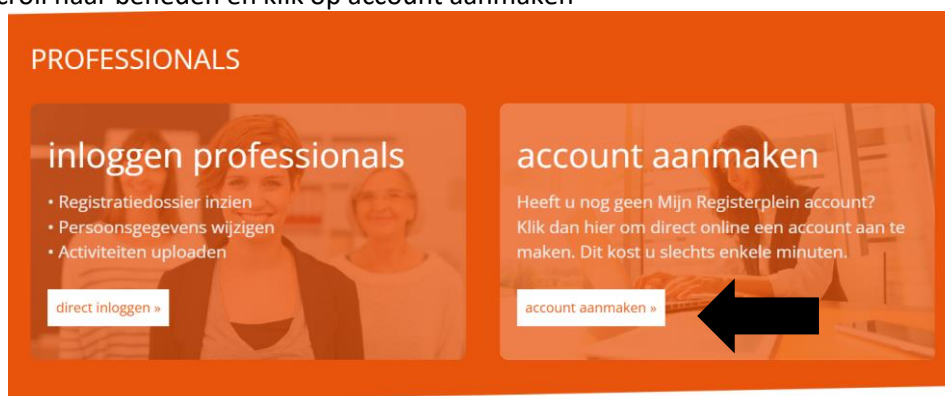 croll naar beneden en klik op account aanmaken
PROFESSIONALS
inloggen professionals
• Registratiedossier inzien
• Persoonsgegevens wijzigen
• Activiteiten uploaden
direct inloggen »
account aanmaken
Heeft u nog geen Mijn Registerplein account?
Klik dan hier om direct online een account aan te
maken. Dit kost u slechts enkele minuten.
account aanmaken »